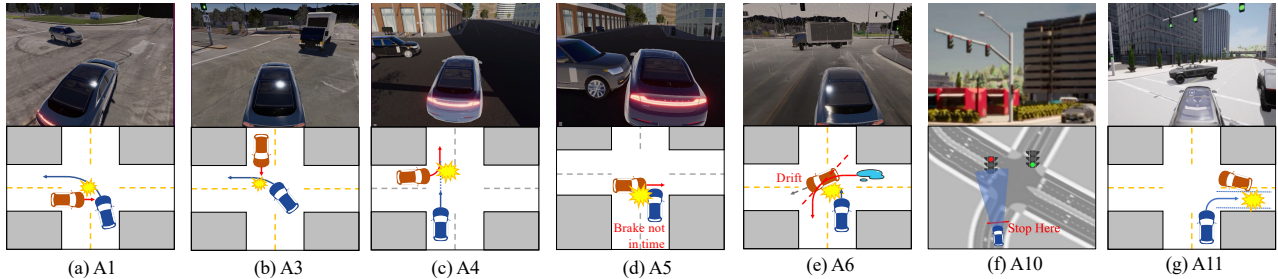 Drift
Brake not
in time
Stop Here
(a) A1
(b) A3
(c) A4
(d) A5
(e) A6
(f) A10
(g) A11